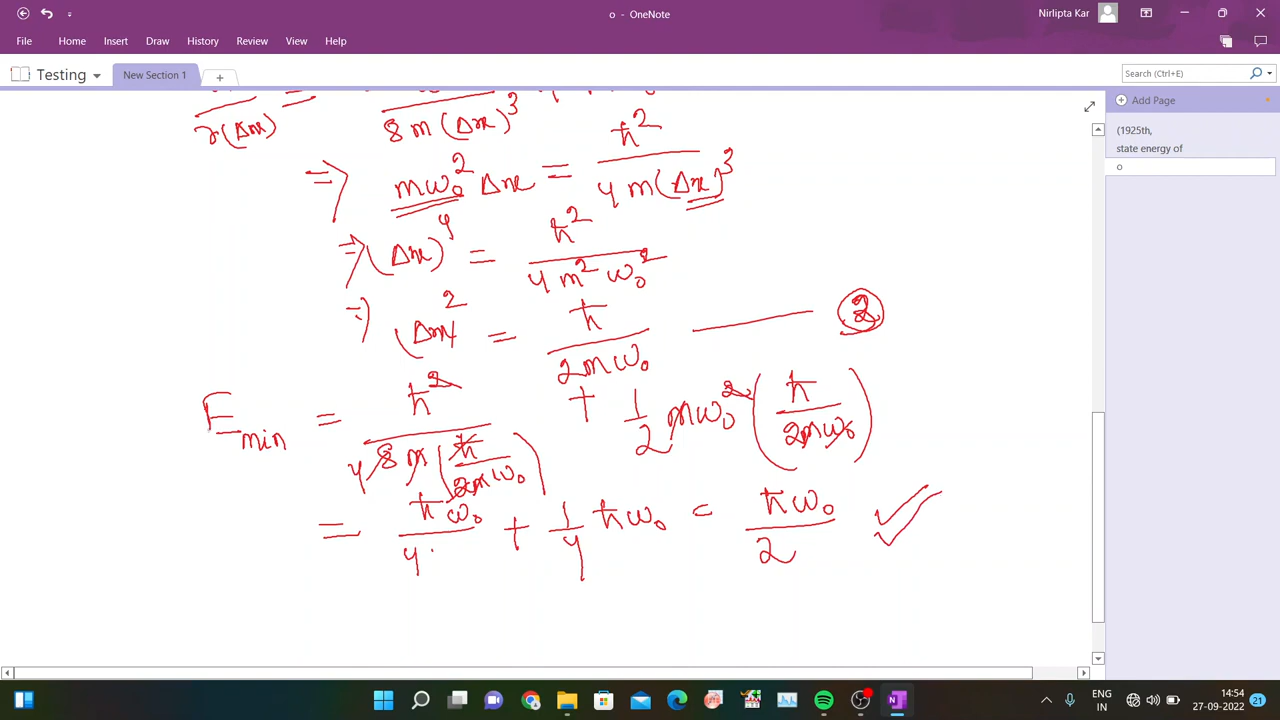 o - OneNote
Nirlipta Kar
File Home Insert Draw History Review View Help
Testing
New Section 1
+
Search (Ctrl+E)
Add Page
(1925th,
state energy of
o
(Δx) = 8 m (Δx)³
⇒ mω₀² Δx = ħ² / 4 m (Δx)³
⇒ (Δx)⁴ = ħ² / 4 m² ω₀²
⇒ (Δx)² = ħ / 2mω₀ — 2
E min = ħ² / 8 m (ħ / 2mω₀) + 1/2 mω₀² (ħ / 2mω₀)
4
= ħω₀ / 4 + 1/4 ħω₀ = ħω₀ / 2 ✓
ENG
IN
14:54
27-09-2022
21